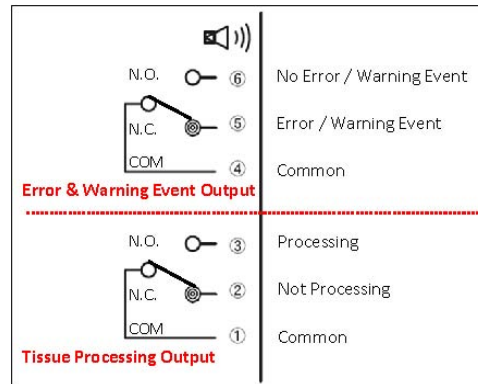 N.O. ⑥ No Error / Warning Event
N.C. ⑤ Error / Warning Event
COM ④ Common
Error & Warning Event Output
N.O. ③ Processing
N.C. ② Not Processing
COM ① Common
Tissue Processing Output